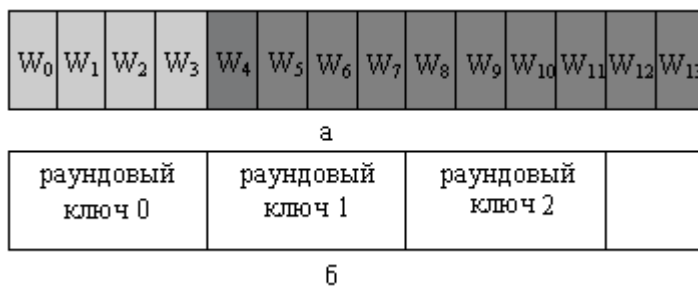 W₀ W₁ W₂ W₃ W₄ W₅ W₆ W₇ W₈ W₉ W₁₀ W₁₁ W₁₂ W₁₃
а
раундовый раундовый раундовый
ключ 0 ключ 1 ключ 2
б